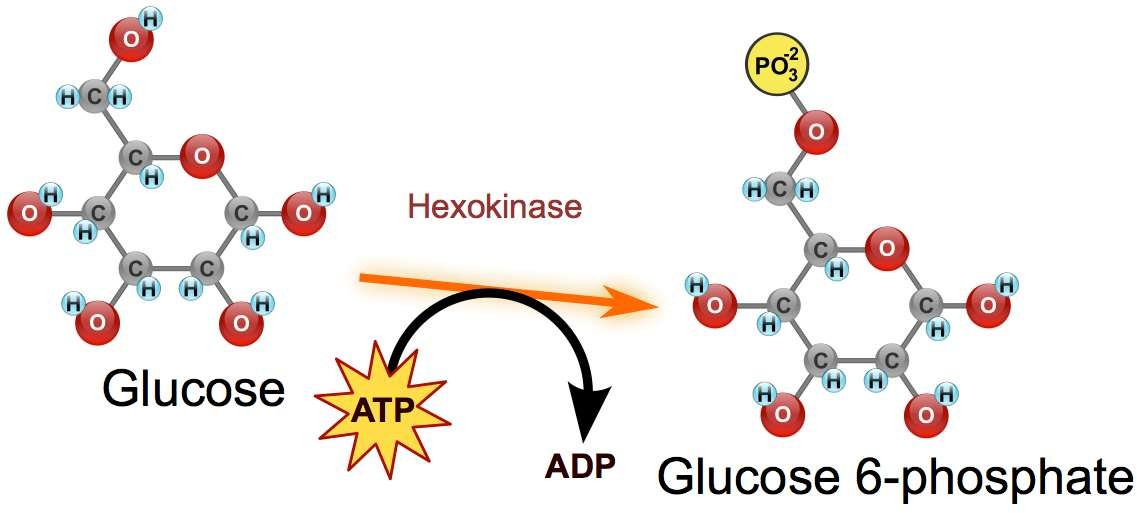 H
O
H C H
C O
H
H H
O C C O
H H
C C
H H H H
O O
Glucose
Hexokinase
ATP
ADP
PO₃⁻²
O
H C H
C O
H
H H
O C C O
H H
C C
H H H H
O O
Glucose 6-phosphate